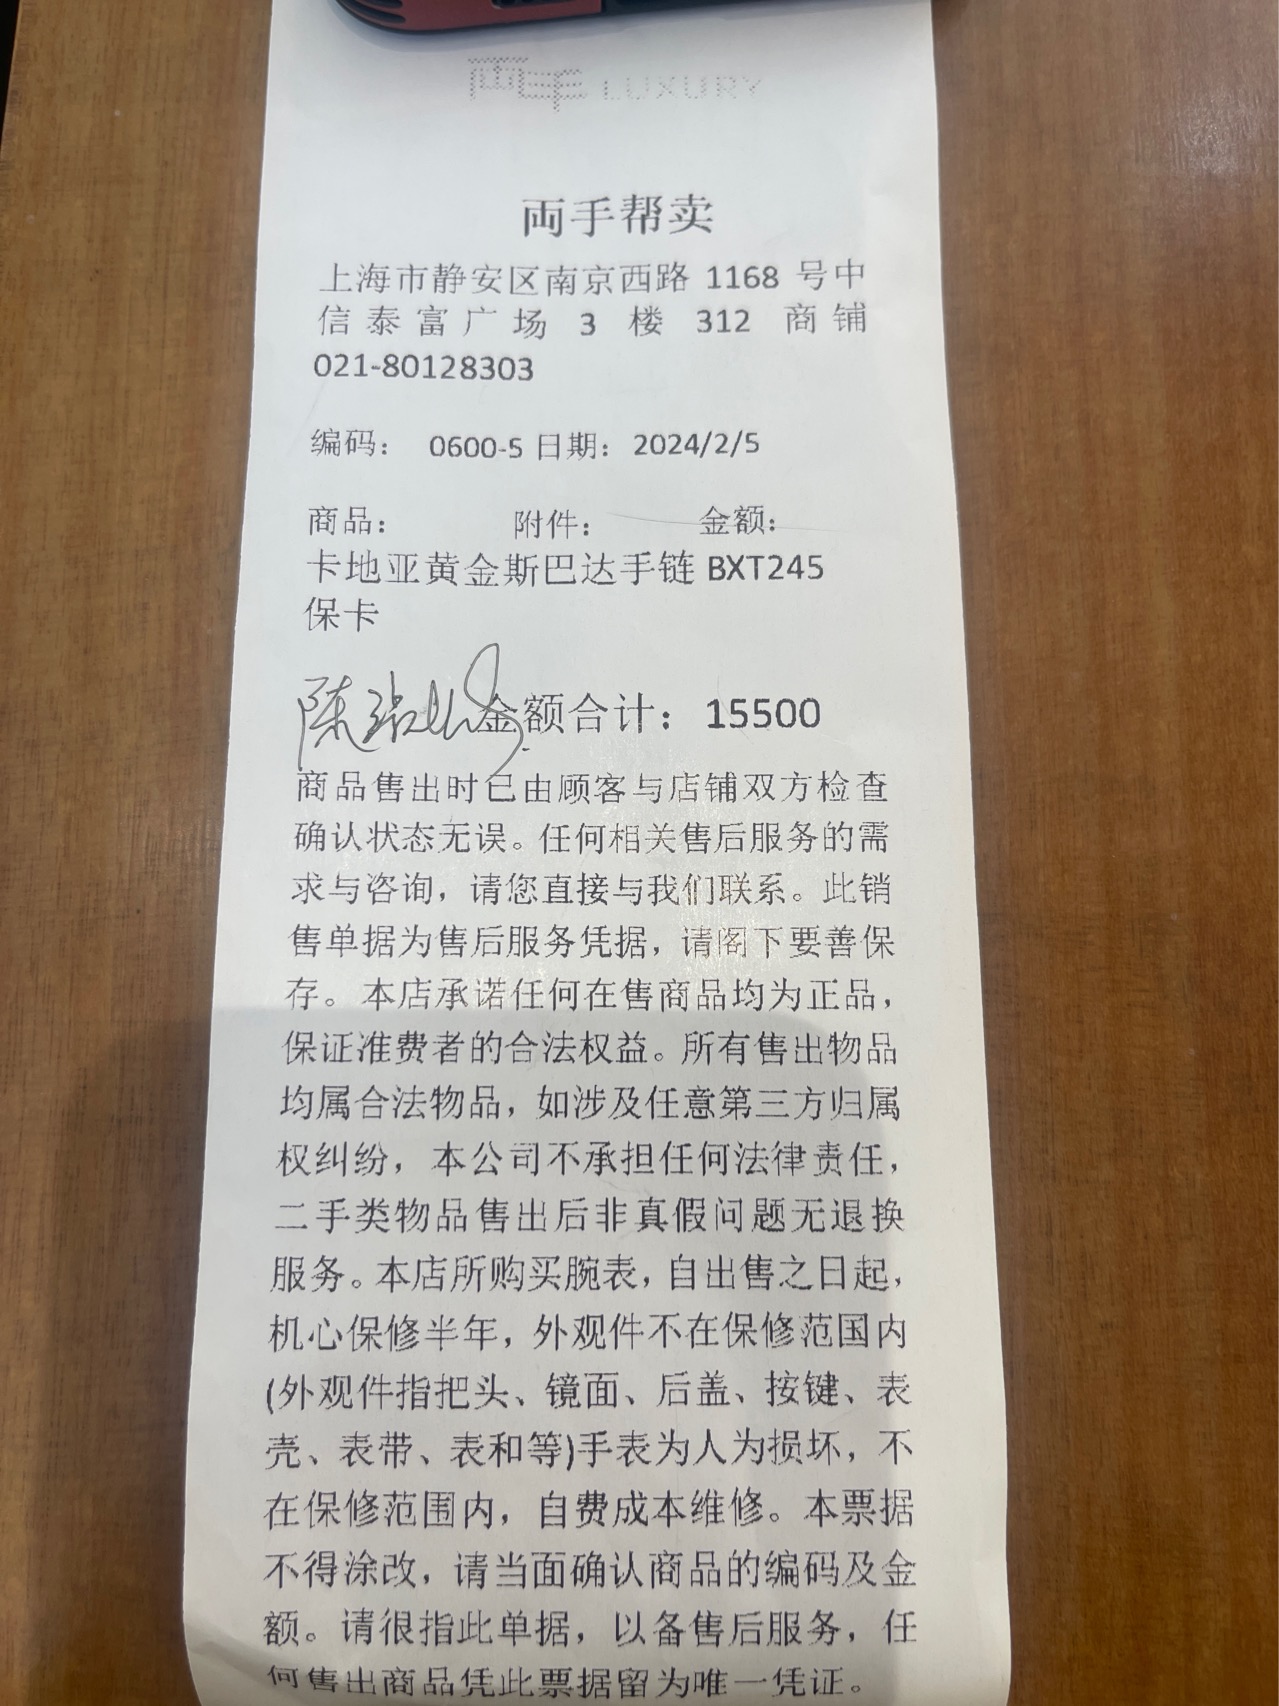 両手 LUXURY
両手帮卖
上海市静安区南京西路 1168 号中
信泰富广场 3 楼 312 商铺
021-80128303
编码： 0600-5 日期：2024/2/5
商品： 附件： 金额：
卡地亚黄金斯巴达手链 BXT245
保卡
金额合计：15500
商品售出时已由顾客与店铺双方检查
确认状态无误。任何相关售后服务的需
求与咨询，请您直接与我们联系。此销
售单据为售后服务凭据，请阁下要善保
存。本店承诺任何在售商品均为正品，
保证准费者的合法权益。所有售出物品
均属合法物品，如涉及任意第三方归属
权纠纷，本公司不承担任何法律责任，
二手类物品售出后非真假问题无退换
服务。本店所购买腕表，自出售之日起，
机心保修半年，外观件不在保修范围内
(外观件指把头、镜面、后盖、按键、表
壳、表带、表和等)手表为人为损坏，不
在保修范围内，自费成本维修。本票据
不得涂改，请当面确认商品的编码及金
额。请很指此单据，以备售后服务，任
何售出商品凭此票据留为唯一凭证。